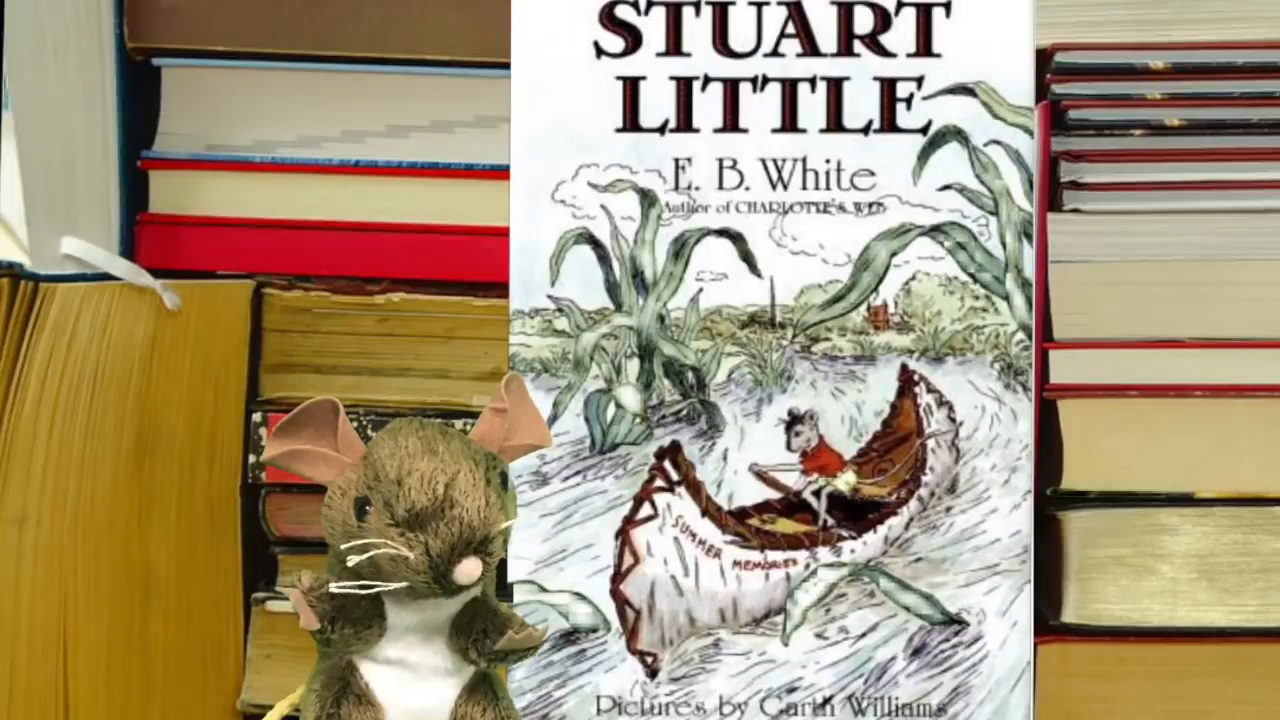 STUART
LITTLE
E. B. White
Author of CHARLOTTE'S WEB
SUMMER
MEMORIES
Pictures by Garth Williams